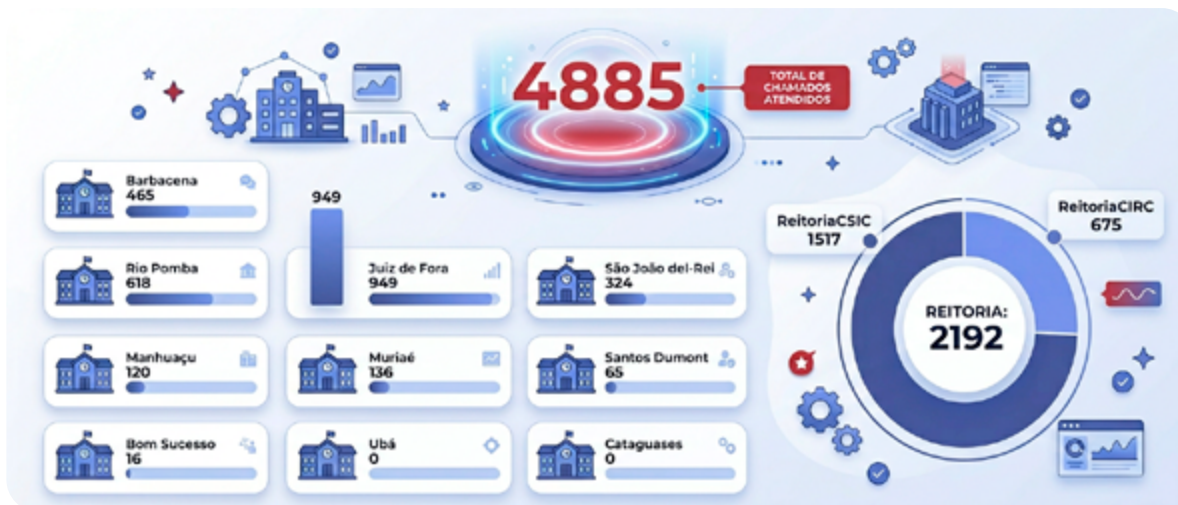 4885
TOTAL DE
CHAMADOS
ATENDIDOS
Barbacena
465
949
Rio Pomba
618
Juiz de Fora
949
São João del-Rei
324
Manhuaçu
120
Muriaé
136
Santos Dumont
65
Bom Sucesso
16
Ubá
0
Cataguases
0
ReitoriaCSIC
1517
ReitoriaCIRC
675
REITORIA:
2192